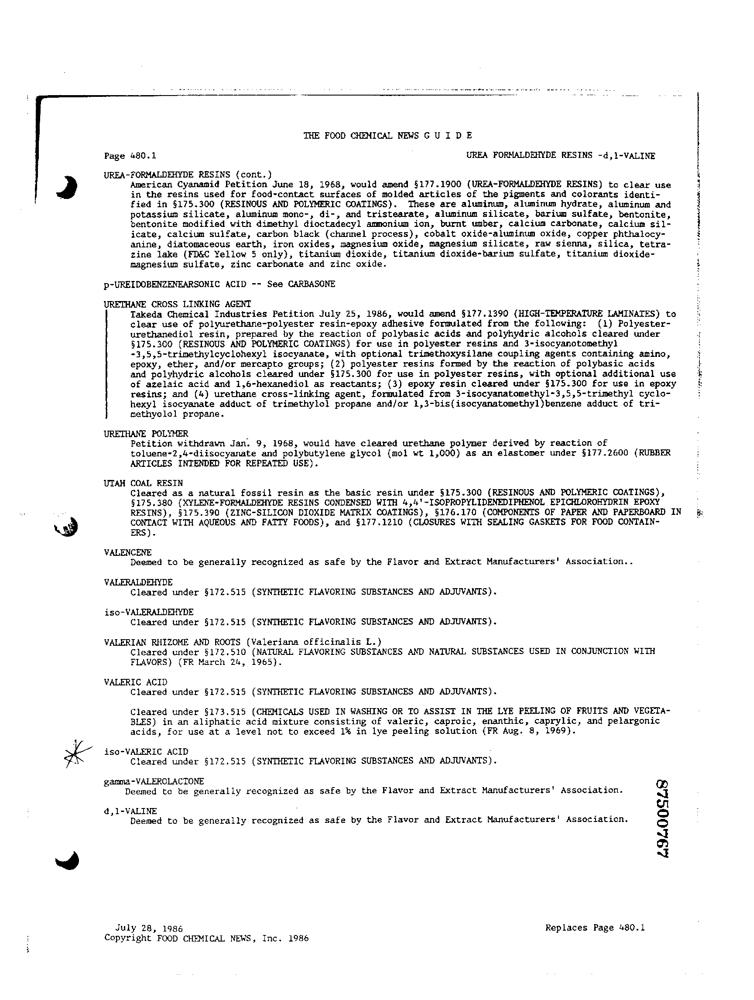 THE FOOD CHEMICAL NEWS G U I D E
Page 480.1
UREA FORMALDEHYDE RESINS -d,l-VALINE
UREA-FORMALDEHYDE RESINS (cont.)
American Cyanamid Petition June 18, 1968, would amend §177.1900 (UREA-FORMALDEHYDE RESINS) to clear use
in the resins used for food-contact surfaces of molded articles of the pigments and colorants identi-
fied in §175.300 (RESINOUS AND POLYMERIC COATINGS). These are aluminum, aluminum hydrate, aluminum and
potassium silicate, aluminum mono-, di-, and tristearate, aluminum silicate, barium sulfate, bentonite,
bentonite modified with dimethyl dioctadecyl ammonium ion, burnt umber, calcium carbonate, calcium sil-
icate, calcium sulfate, carbon black (channel process), cobalt oxide-aluminum oxide, copper phthalocy-
anine, diatomaceous earth, iron oxides, magnesium oxide, magnesium silicate, raw sienna, silica, tetra-
zine lake (FD&C Yellow 5 only), titanium dioxide, titanium dioxide-barium sulfate, titanium dioxide-
magnesium sulfate, zinc carbonate and zinc oxide.
p-UREIDOBENZENEARSONIC ACID -- See CARBASONE
URETHANE CROSS LINKING AGENT
Takeda Chemical Industries Petition July 25, 1986, would amend §177.1390 (HIGH-TEMPERATURE LAMINATES) to
clear use of polyurethane-polyester resin-epoxy adhesive formulated from the following: (1) Polyester-
urethanediol resin, prepared by the reaction of polybasic acids and polyhydric alcohols cleared under
§175.300 (RESINOUS AND POLYMERIC COATINGS) for use in polyester resins and 3-isocyanotomethyl
-3,5,5-trimethylcyclohexyl isocyanate, with optional trimethoxysilane coupling agents containing amino,
epoxy, ether, and/or mercapto groups; (2) polyester resins formed by the reaction of polybasic acids
and polyhydric alcohols cleared under §175.300 for use in polyester resins, with optional additional use
of azelaic acid and 1,6-hexanediol as reactants; (3) epoxy resin cleared under §175.300 for use in epoxy
resins; and (4) urethane cross-linking agent, formulated from 3-isocyanatomethyl-3,5,5-trimethyl cyclo-
hexyl isocyanate adduct of trimethylol propane and/or 1,3-bis(isocyanatomethyl)benzene adduct of tri-
methyolol propane.
URETHANE POLYMER
Petition withdrawn Jan. 9, 1968, would have cleared urethane polymer derived by reaction of
toluene-2,4-diisocyanate and polybutylene glycol (mol wt 1,000) as an elastomer under §177.2600 (RUBBER
ARTICLES INTENDED FOR REPEATED USE).
UTAH COAL RESIN
Cleared as a natural fossil resin as the basic resin under §175.300 (RESINOUS AND POLYMERIC COATINGS),
§175.380 (XYLENE-FORMALDEHYDE RESINS CONDENSED WITH 4,4'-ISOPROPYLIDENEDIPHENOL EPICHLOROHYDRIN EPOXY
RESINS), §175.390 (ZINC-SILICON DIOXIDE MATRIX COATINGS), §176.170 (COMPONENTS OF PAPER AND PAPERBOARD IN
CONTACT WITH AQUEOUS AND FATTY FOODS), and §177.1210 (CLOSURES WITH SEALING GASKETS FOR FOOD CONTAIN-
ERS).
VALENCENE
Deemed to be generally recognized as safe by the Flavor and Extract Manufacturers' Association..
VALERALDEHYDE
Cleared under §172.515 (SYNTHETIC FLAVORING SUBSTANCES AND ADJUVANTS).
iso-VALERALDEHYDE
Cleared under §172.515 (SYNTHETIC FLAVORING SUBSTANCES AND ADJUVANTS).
VALERIAN RHIZOME AND ROOTS (Valeriana officinalis L.)
Cleared under §172.510 (NATURAL FLAVORING SUBSTANCES AND NATURAL SUBSTANCES USED IN CONJUNCTION WITH
FLAVORS) (FR March 24, 1965).
VALERIC ACID
Cleared under §172.515 (SYNTHETIC FLAVORING SUBSTANCES AND ADJUVANTS).
Cleared under §173.515 (CHEMICALS USED IN WASHING OR TO ASSIST IN THE LYE PEELING OF FRUITS AND VEGETA-
BLES) in an aliphatic acid mixture consisting of valeric, caproic, enanthic, caprylic, and pelargonic
acids, for use at a level not to exceed 1% in lye peeling solution (FR Aug. 8, 1969).
iso-VALERIC ACID
Cleared under §172.515 (SYNTHETIC FLAVORING SUBSTANCES AND ADJUVANTS).
gamma-VALEROLACTONE
Deemed to be generally recognized as safe by the Flavor and Extract Manufacturers' Association.
d,l-VALINE
Deemed to be generally recognized as safe by the Flavor and Extract Manufacturers' Association.
87500767
July 28, 1986
Copyright FOOD CHEMICAL NEWS, Inc. 1986
Replaces Page 480.1